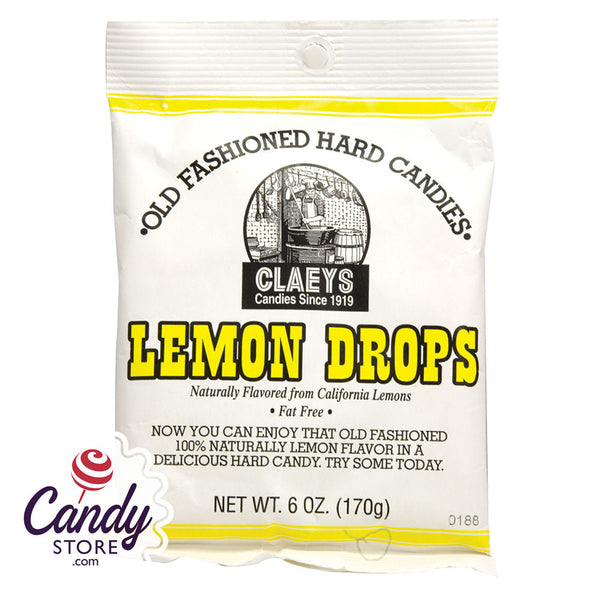 •OLD FASHIONED HARD CANDIES•
CLAEYS
Candies Since 1919
LEMON DROPS
Naturally Flavored from California Lemons
• Fat Free •
NOW YOU CAN ENJOY THAT OLD FASHIONED
100% NATURALLY LEMON FLAVOR IN A
DELICIOUS HARD CANDY. TRY SOME TODAY.
NET WT. 6 OZ. (170g)
0188
Candy
STORE
.com